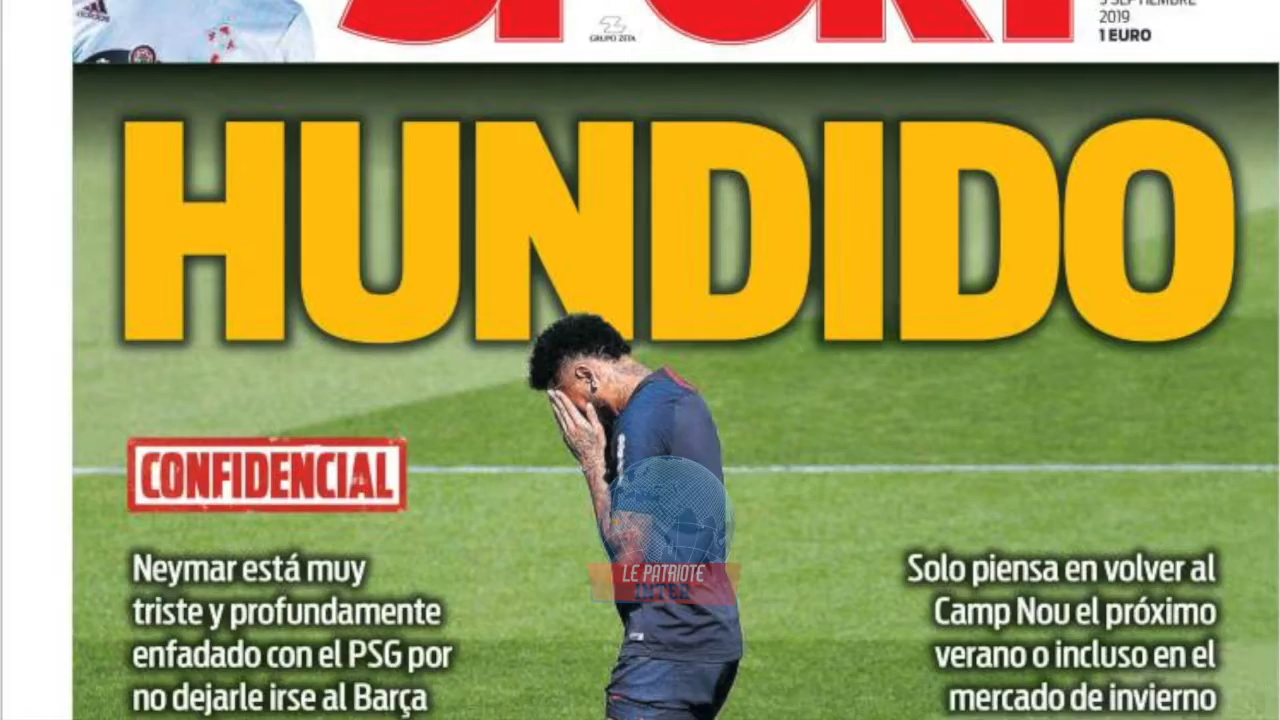 SPORT
GRUPO ZETA
2019
1 EURO
HUNDIDO
CONFIDENCIAL
Neymar está muy
triste y profundamente
enfadado con el PSG por
no dejarle irse al Barça
Solo piensa en volver al
Camp Nou el próximo
verano o incluso en el
mercado de invierno
LE PATRIOTE
INTER